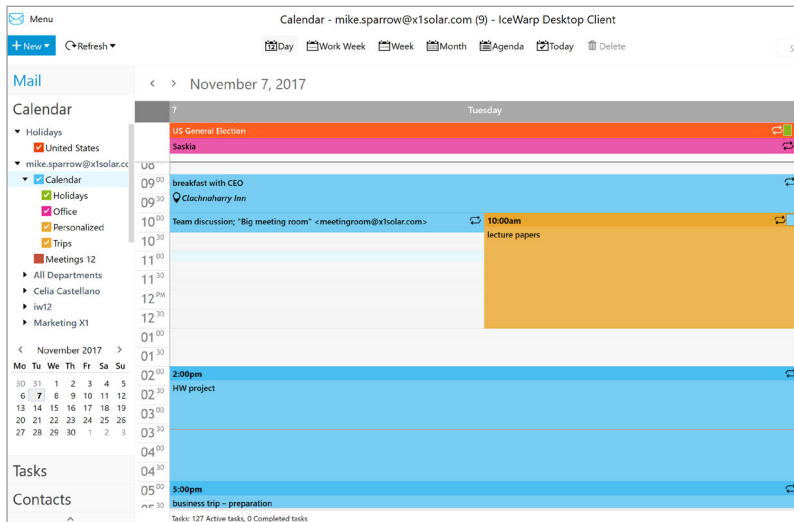 Menu
Calendar - mike.sparrow@x1solar.com (9) - IceWarp Desktop Client
New
Refresh
12 Day
Work Week
Week
Month
Agenda
Today
Delete
S
Mail
Calendar
Holidays
United States
mike.sparrow@x1solar.cc
Calendar
Holidays
Office
Personalized
Trips
Meetings 12
All Departments
Celia Castellano
iw12
Marketing X1
< November 2017 >
Mo Tu We Th Fr Sa Su
30 31 1 2 3 4 5
6 7 8 9 10 11 12
13 14 15 16 17 18 19
20 21 22 23 24 25 26
27 28 29 30 1 2 3
Tasks
Contacts
< > November 7, 2017
7 Tuesday
US General Election
Saskia
08
09 00 breakfast with CEO
09 30 Clachnaharry Inn
10 00 Team discussion; "Big meeting room" <meetingroom@x1solar.com> 10:00am
10 30 lecture papers
11 00
11 30
12 PM
12 30
01 00
01 30
02 00 2:00pm
02 30 HW project
03 00
03 30
04 00
04 30
05 00 5:00pm
05 30 business trip – preparation
Tasks: 127 Active tasks, 0 Completed tasks